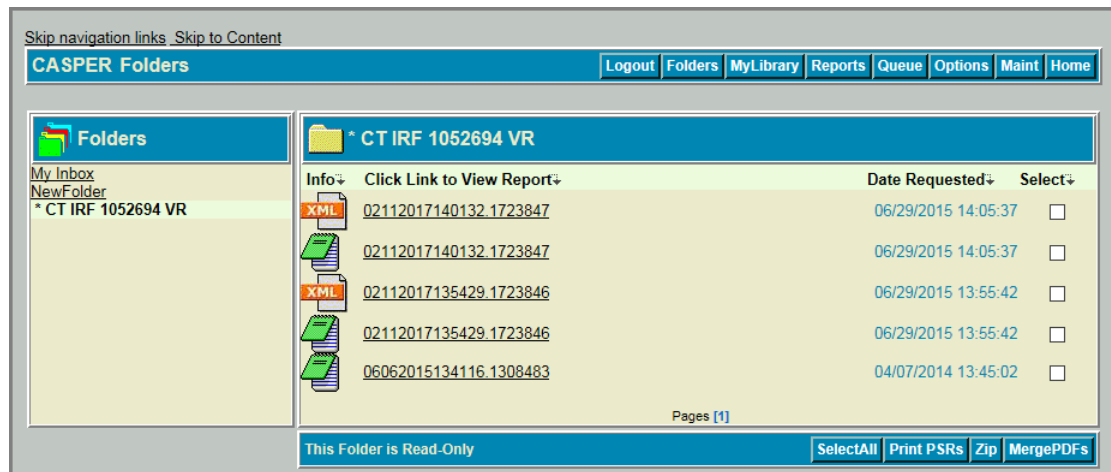 Skip navigation links  Skip to Content
CASPER Folders Logout Folders MyLibrary Reports Queue Options Maint Home
Folders
My Inbox
NewFolder
* CT IRF 1052694 VR
* CT IRF 1052694 VR
Info Click Link to View Report Date Requested Select
XML 02112017140132.1723847 06/29/2015 14:05:37
02112017140132.1723847 06/29/2015 14:05:37
XML 02112017135429.1723846 06/29/2015 13:55:42
02112017135429.1723846 06/29/2015 13:55:42
06062015134116.1308483 04/07/2014 13:45:02
Pages [1]
This Folder is Read-Only SelectAll Print PSRs Zip MergePDFs